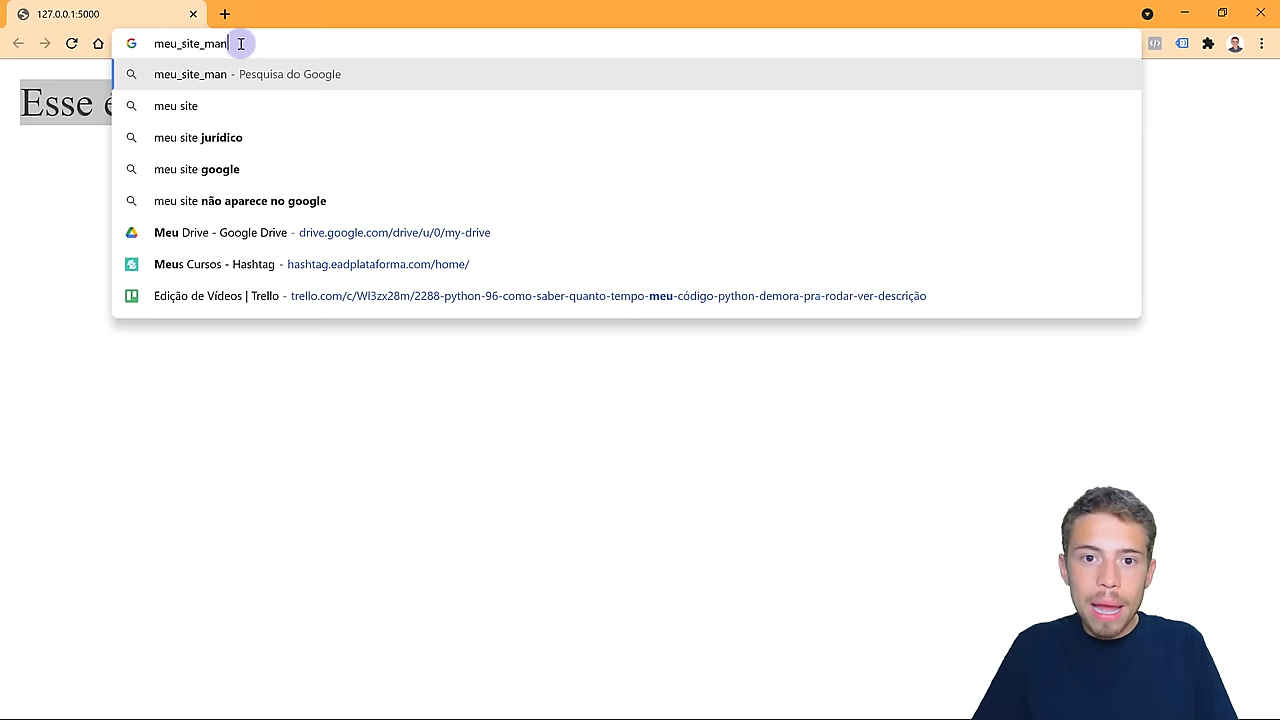 127.0.0.1:5000
meu_site_man
meu_site_man - Pesquisa do Google
meu site
meu site jurídico
meu site google
meu site não aparece no google
Meu Drive - Google Drive - drive.google.com/drive/u/0/my-drive
Meus Cursos - Hashtag - hashtag.eadplataforma.com/home/
Edição de Vídeos | Trello - trello.com/c/Wl3zx28m/2288-python-96-como-saber-quanto-tempo-meu-código-python-demora-pra-rodar-ver-descrição
Esse é